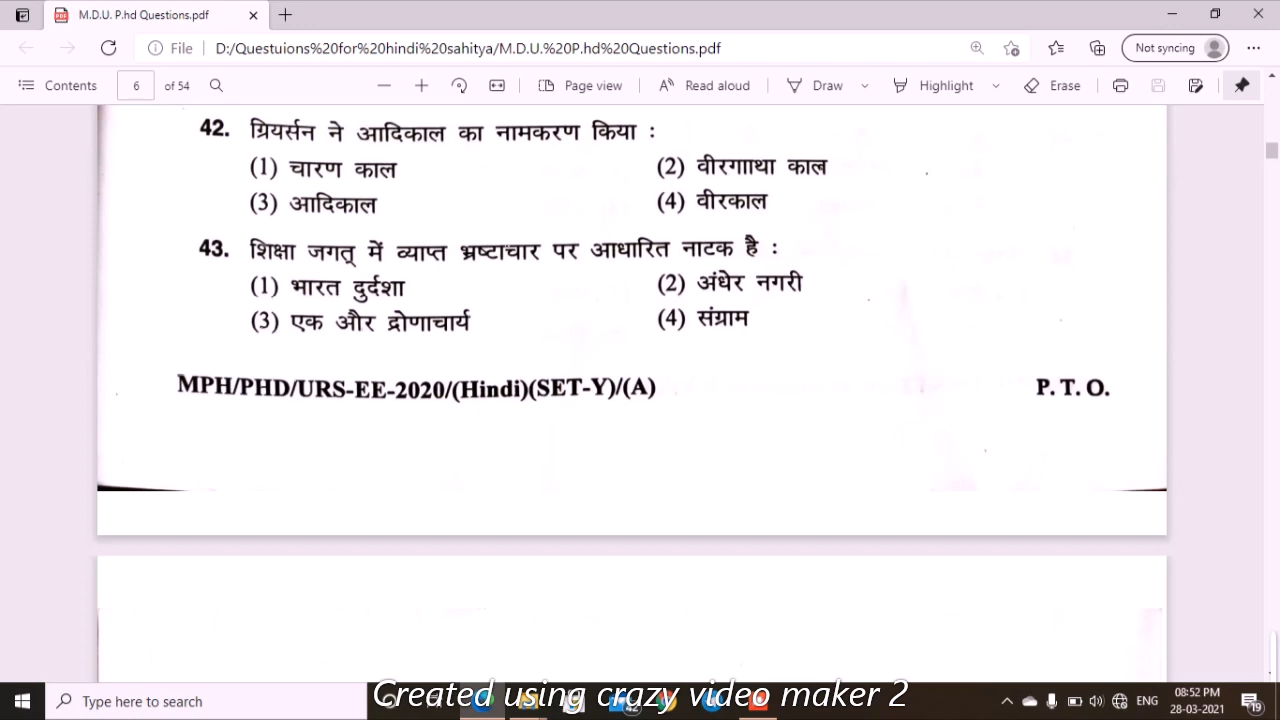 M.D.U. P.hd Questions.pdf
File D:/Questuions%20for%20hindi%20sahitya/M.D.U.%20P.hd%20Questions.pdf
Not syncing
Contents 6 of 54 Page view Read aloud Draw Highlight Erase
42. ग्रियर्सन ने आदिकाल का नामकरण किया :
(1) चारण काल (2) वीरगााथा काल
(3) आदिकाल (4) वीरकाल
43. शिक्षा जगत् में व्याप्त भ्रष्टाचार पर आधारित नाटक है :
(1) भारत दुर्दशा (2) अंधेर नगरी
(3) एक और द्रोणाचार्य (4) संग्राम
MPH/PHD/URS-EE-2020/(Hindi)(SET-Y)/(A) P. T. O.
Created using crazy video maker 2
Type here to search ENG 08:52 PM
28-03-2021 19